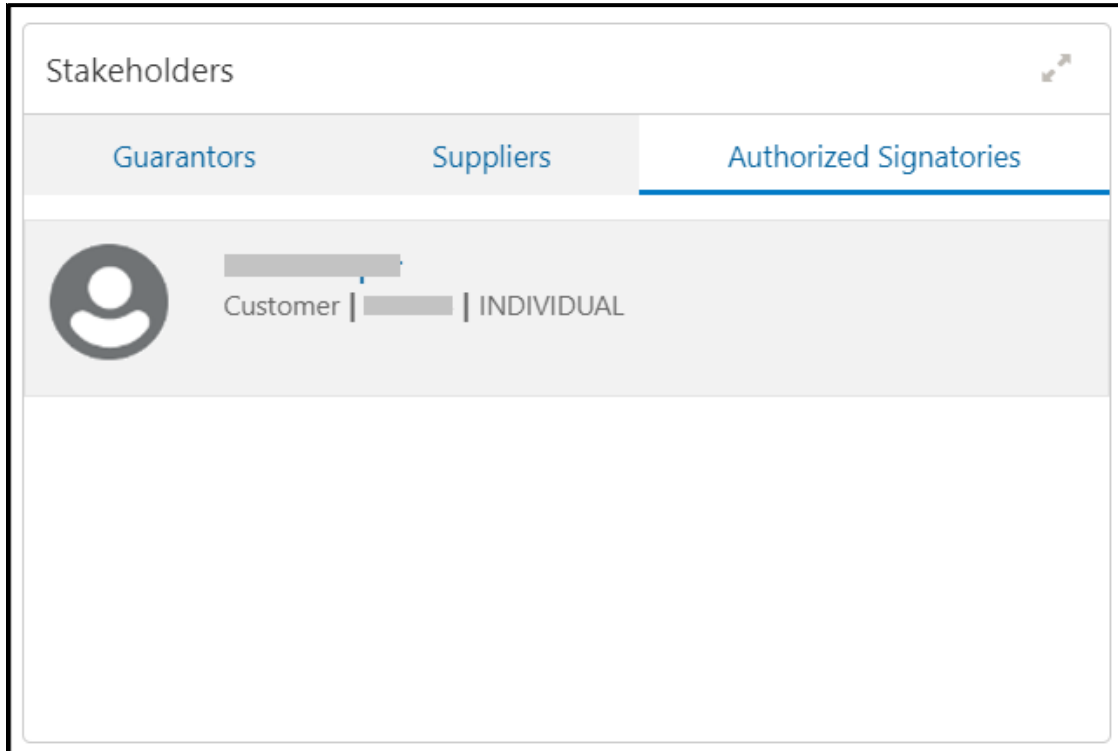 Stakeholders
Guarantors Suppliers Authorized Signatories
Customer | | INDIVIDUAL